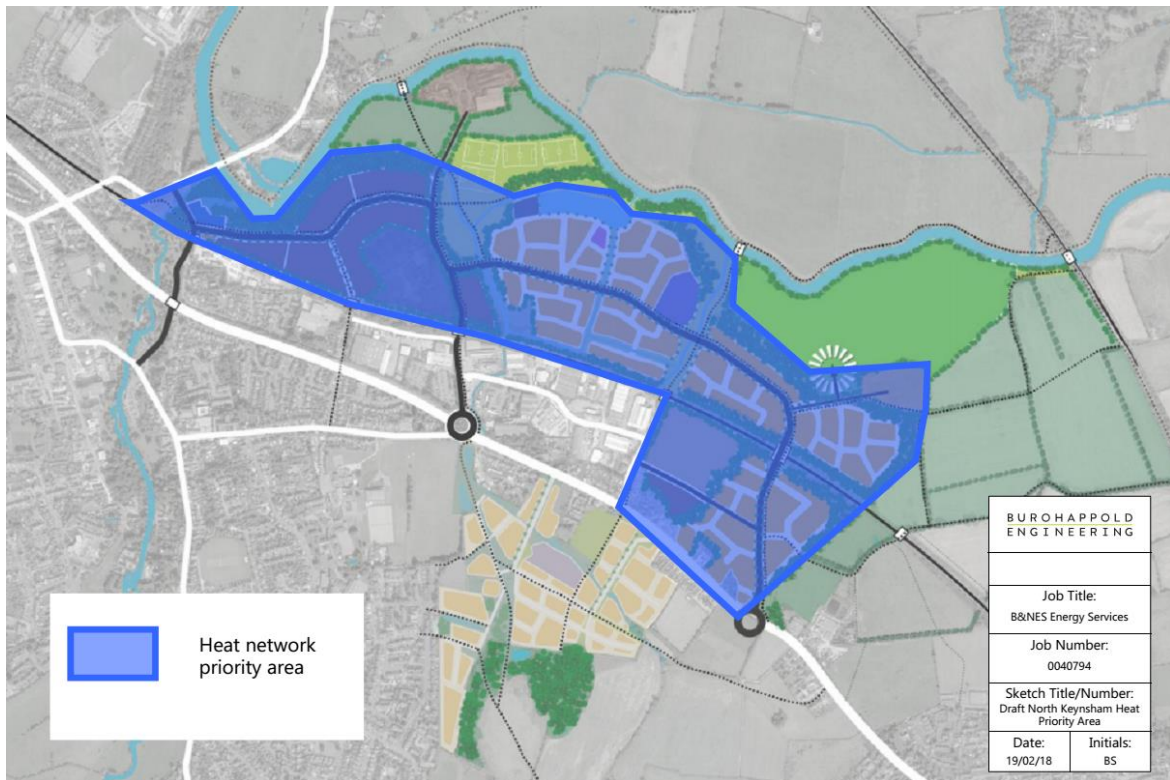 Heat network
priority area
BUROHAPPOLD
ENGINEERING
Job Title:
B&NES Energy Services
Job Number:
0040794
Sketch Title/Number:
Draft North Keynsham Heat
Priority Area
Date:
19/02/18
Initials:
BS